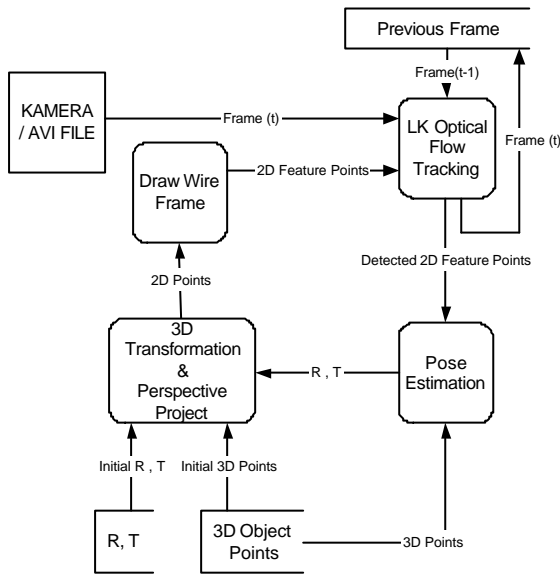 Previous Frame
Frame(t-1)
KAMERA
/ AVI FILE
Frame (t)
LK Optical
Flow
Tracking
Frame (t)
Draw Wire
Frame
2D Feature Points
Detected 2D Feature Points
2D Points
3D
Transformation
&
Perspective
Project
R , T
Pose
Estimation
Initial R , T
Initial 3D Points
R, T
3D Object
Points
3D Points